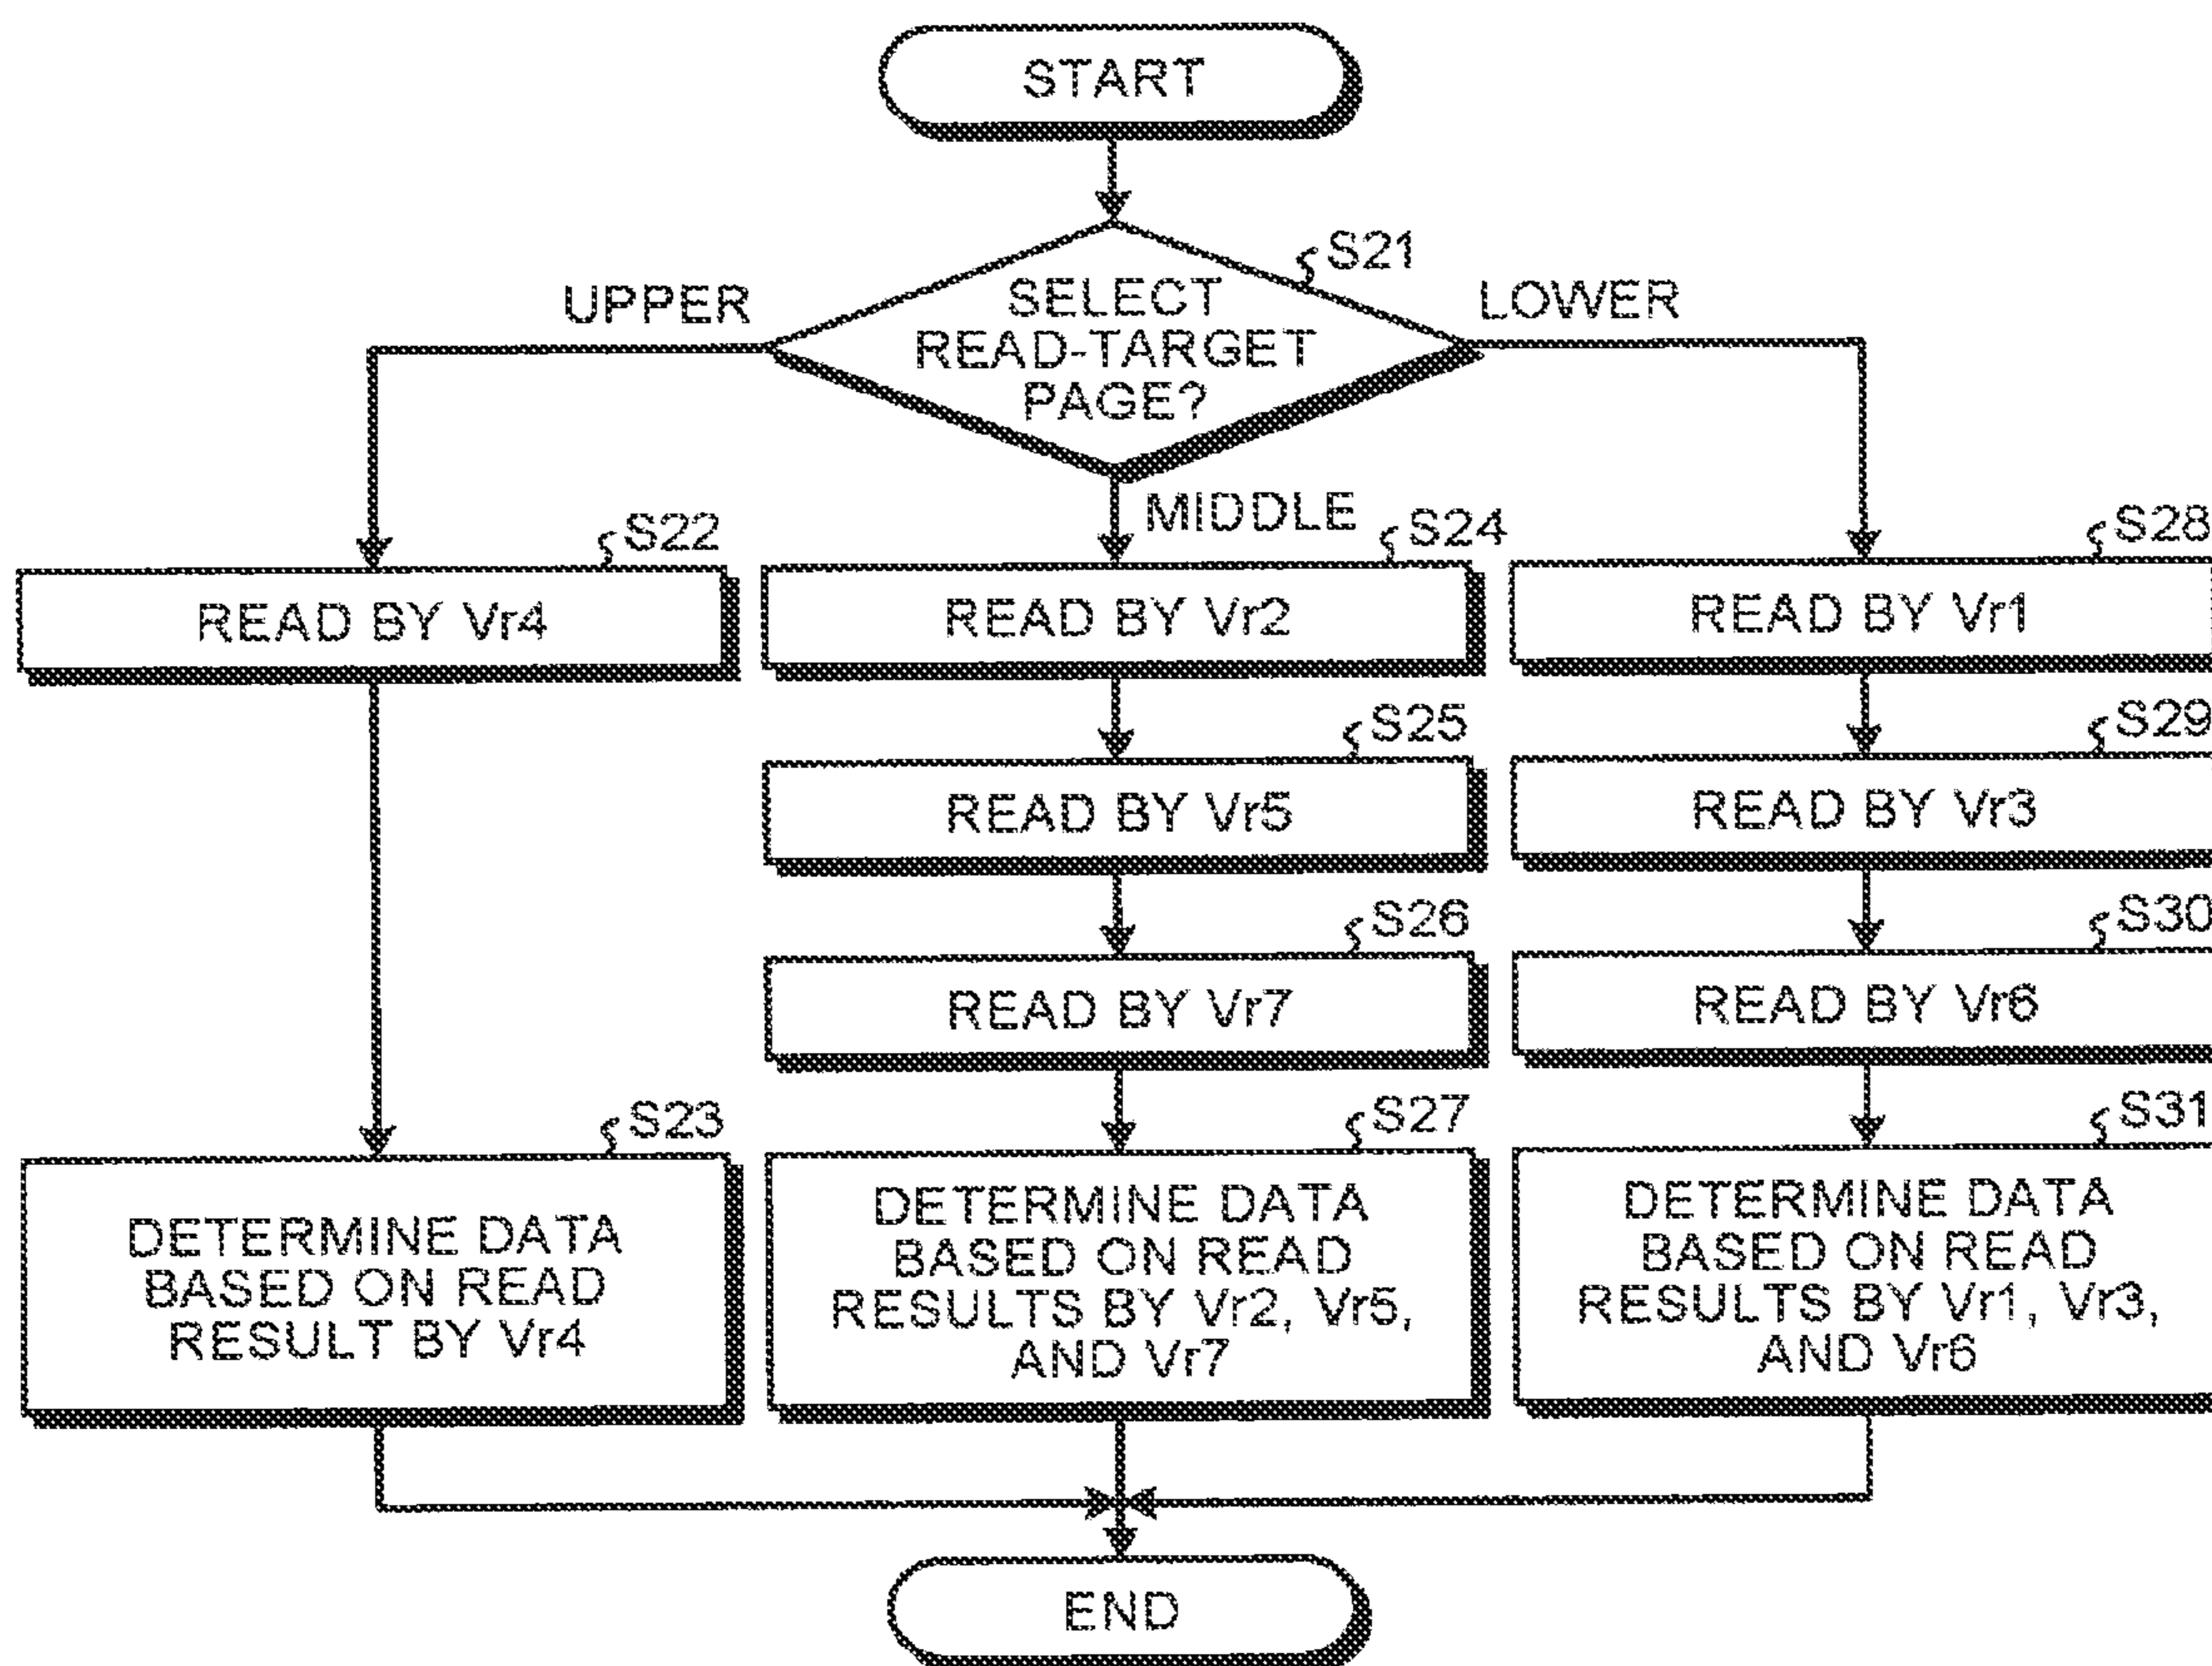 START
S21
SELECT
READ-TARGET
PAGE?
UPPER
LOWER
MIDDLE
S22
READ BY Vr4
S23
DETERMINE DATA
BASED ON READ
RESULT BY Vr4
S24
READ BY Vr2
S25
READ BY Vr5
S26
READ BY Vr7
S27
DETERMINE DATA
BASED ON READ
RESULTS BY Vr2, Vr5,
AND Vr7
S28
READ BY Vr1
S29
READ BY Vr3
S30
READ BY Vr6
S31
DETERMINE DATA
BASED ON READ
RESULTS BY Vr1, Vr3,
AND Vr6
END